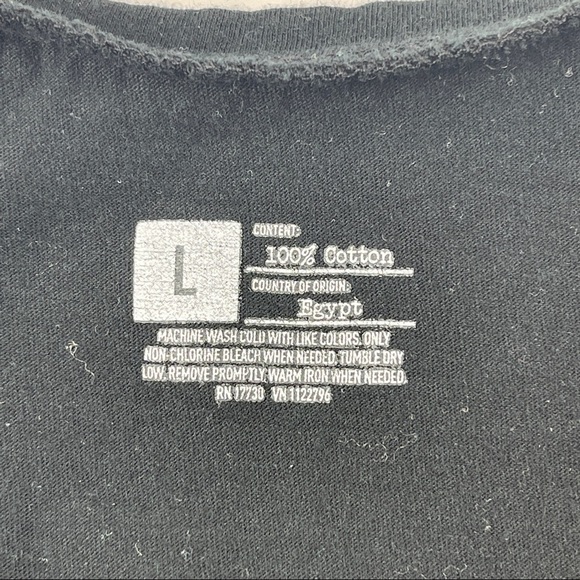 L
CONTENT:
100% Cotton
COUNTRY OF ORIGIN:
Egypt
MACHINE WASH COLD WITH LIKE COLORS. ONLY
NON-CHLORINE BLEACH WHEN NEEDED. TUMBLE DRY
LOW. REMOVE PROMPTLY. WARM IRON WHEN NEEDED.
RN 17730 VN 1122796